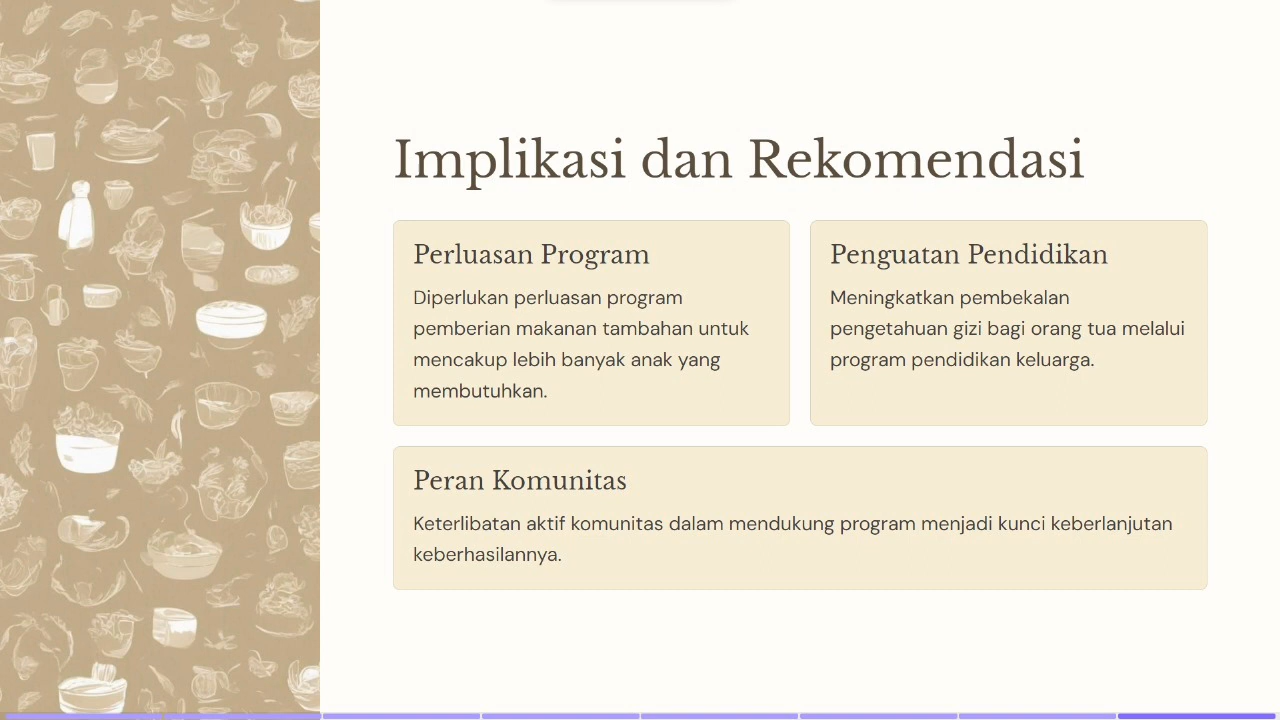 Implikasi dan Rekomendasi
Perluasan Program
Diperlukan perluasan program
pemberian makanan tambahan untuk
mencakup lebih banyak anak yang
membutuhkan.
Penguatan Pendidikan
Meningkatkan pembekalan
pengetahuan gizi bagi orang tua melalui
program pendidikan keluarga.
Peran Komunitas
Keterlibatan aktif komunitas dalam mendukung program menjadi kunci keberlanjutan
keberhasilannya.